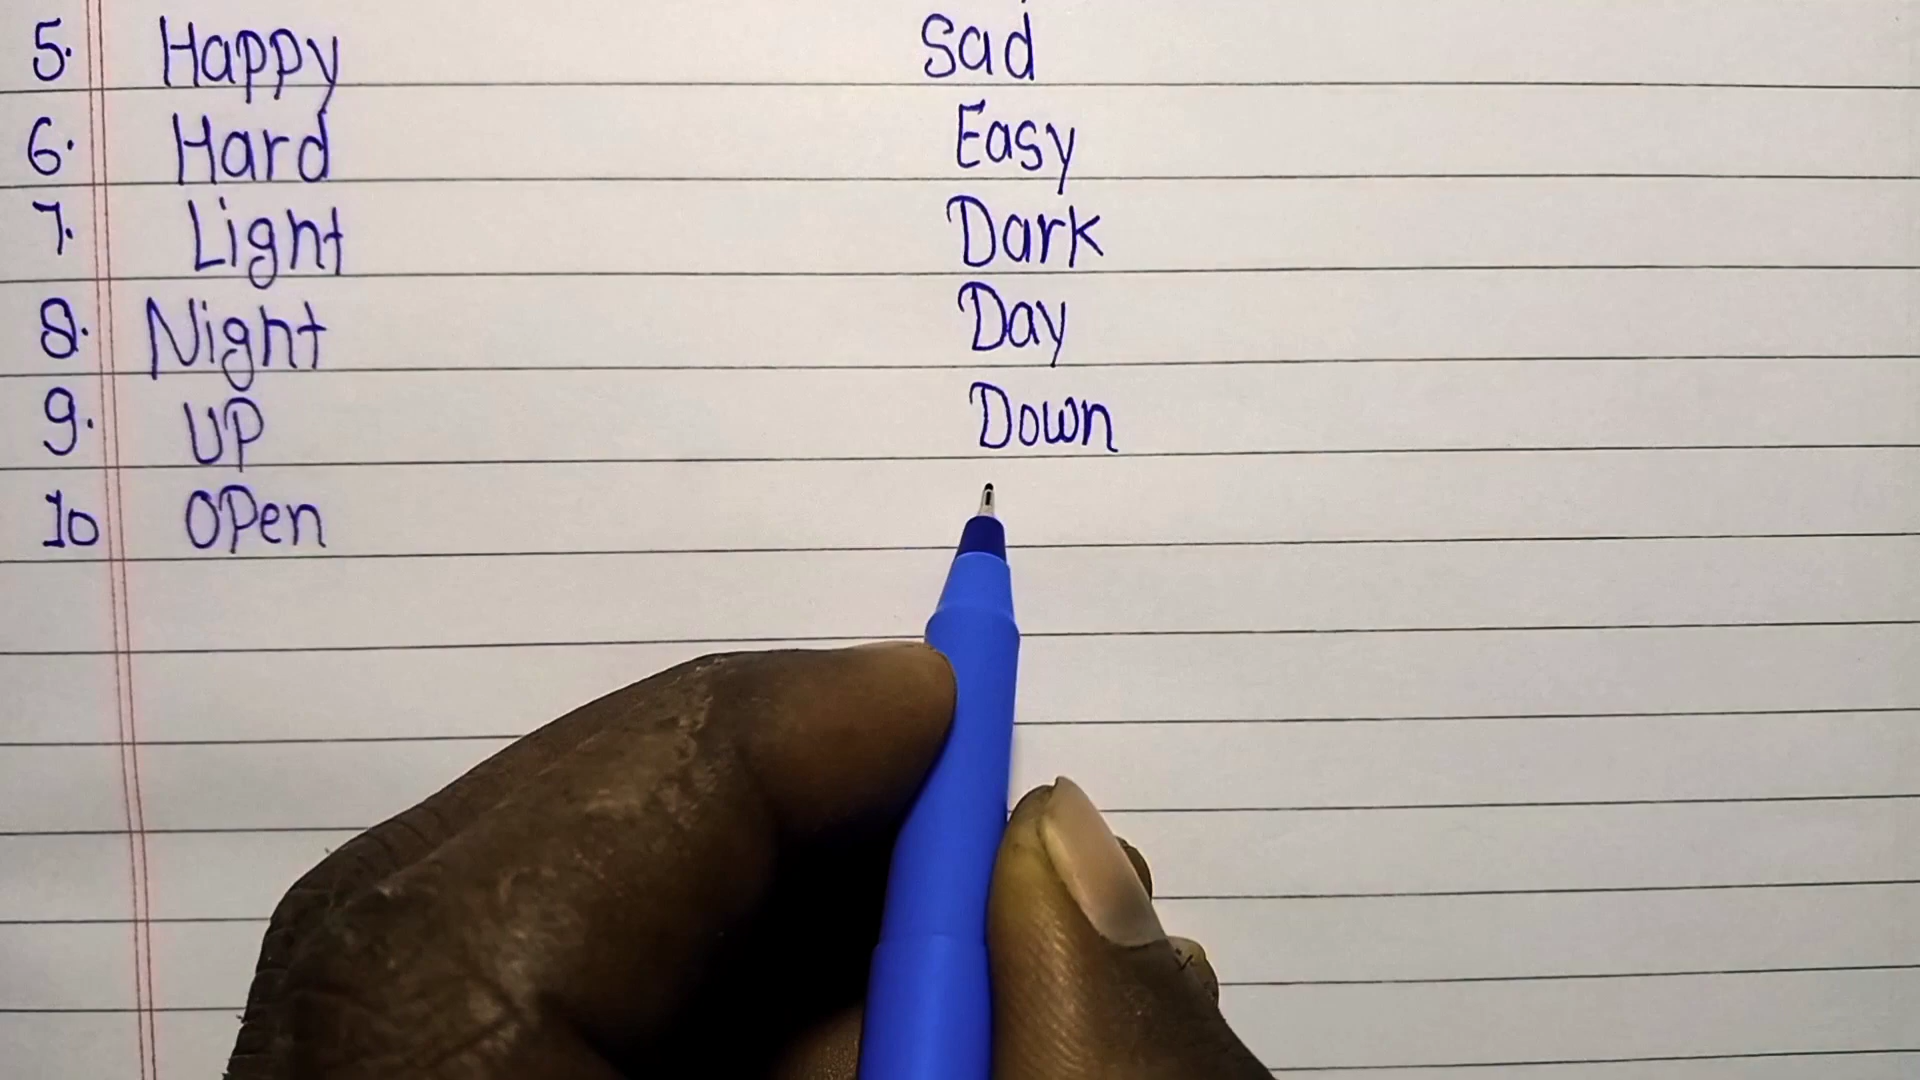 5. Happy Sad
6. Hard Easy
7. Light Dark
8. Night Day
9. UP Down
10 OPen